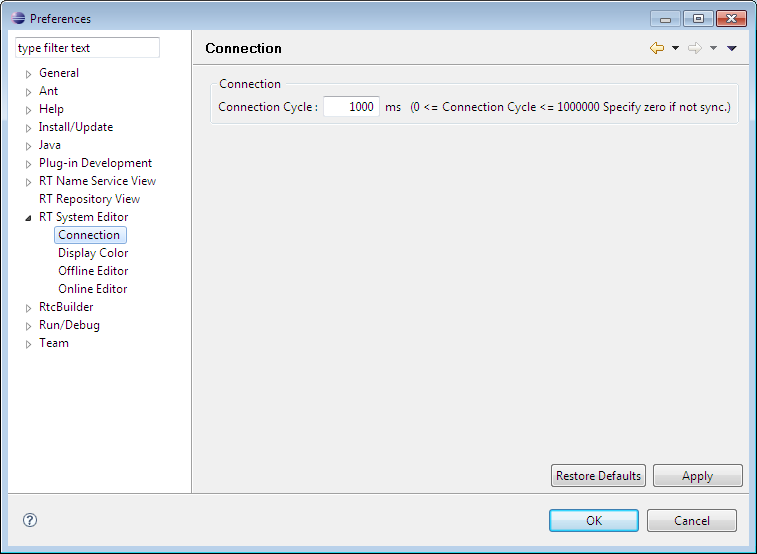 Preferences
type filter text
General
Ant
Help
Install/Update
Java
Plug-in Development
RT Name Service View
RT Repository View
RT System Editor
Connection
Display Color
Offline Editor
Online Editor
RtcBuilder
Run/Debug
Team
Connection
Connection
Connection Cycle : 1000 ms (0 <= Connection Cycle <= 1000000 Specify zero if not sync.)
Restore Defaults Apply
? OK Cancel